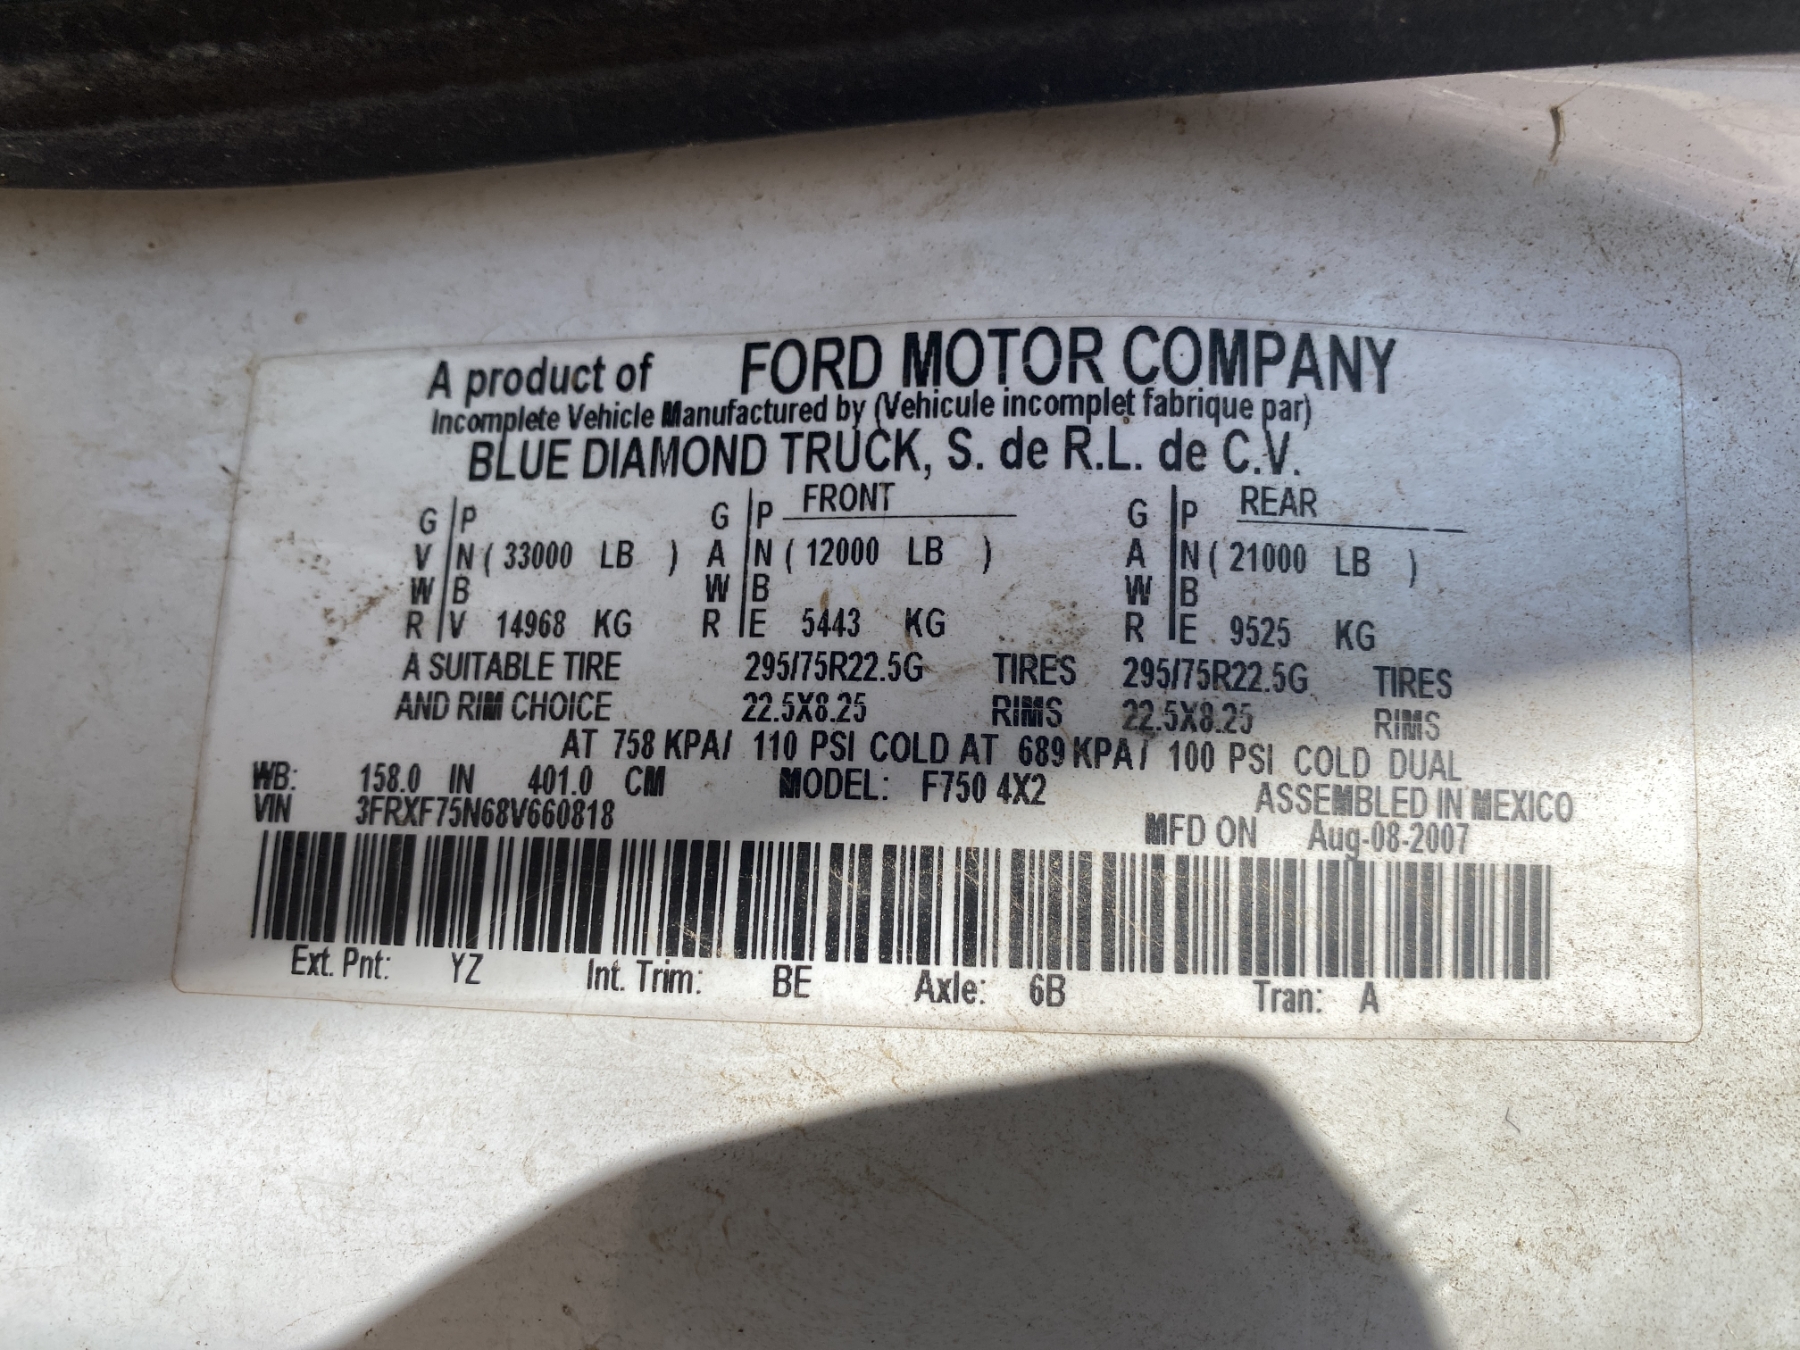 A product of FORD MOTOR COMPANY
Incomplete Vehicle Manufactured by (Vehicule incomplet fabrique par)
BLUE DIAMOND TRUCK, S. de R.L. de C.V.
G P G P FRONT G P REAR
V N ( 33000 LB ) A N ( 12000 LB ) A N ( 21000 LB )
W B W B W B
R V 14968 KG R E 5443 KG R E 9525 KG
A SUITABLE TIRE 295/75R22.5G TIRES 295/75R22.5G TIRES
AND RIM CHOICE 22.5X8.25 RIMS 22.5X8.25 RIMS
AT 758 KPA/ 110 PSI COLD AT 689 KPA/ 100 PSI COLD DUAL
WB: 158.0 IN 401.0 CM MODEL: F750 4X2 ASSEMBLED IN MEXICO
VIN 3FRXF75N68V660818 MFD ON Aug-08-2007
Ext. Pnt: YZ Int. Trim: BE Axle: 6B Tran: A